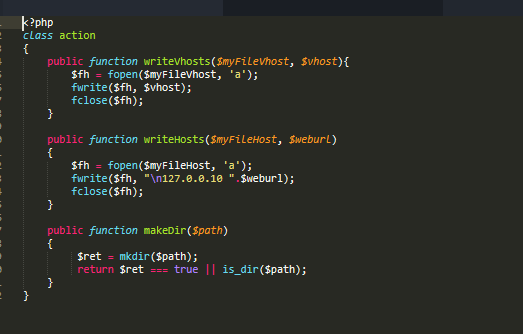 <?php
class action
{
    public function writeVhosts($myFileVhost, $vhost){
        $fh = fopen($myFileVhost, 'a');
        fwrite($fh, $vhost);
        fclose($fh);
    }

    public function writeHosts($myFileHost, $weburl)
    {
        $fh = fopen($myFileHost, 'a');
        fwrite($fh, "\n127.0.0.10 ".$weburl);
        fclose($fh);
    }

    public function makeDir($path)
    {
         $ret = mkdir($path);
         return $ret === true || is_dir($path);
    }
}